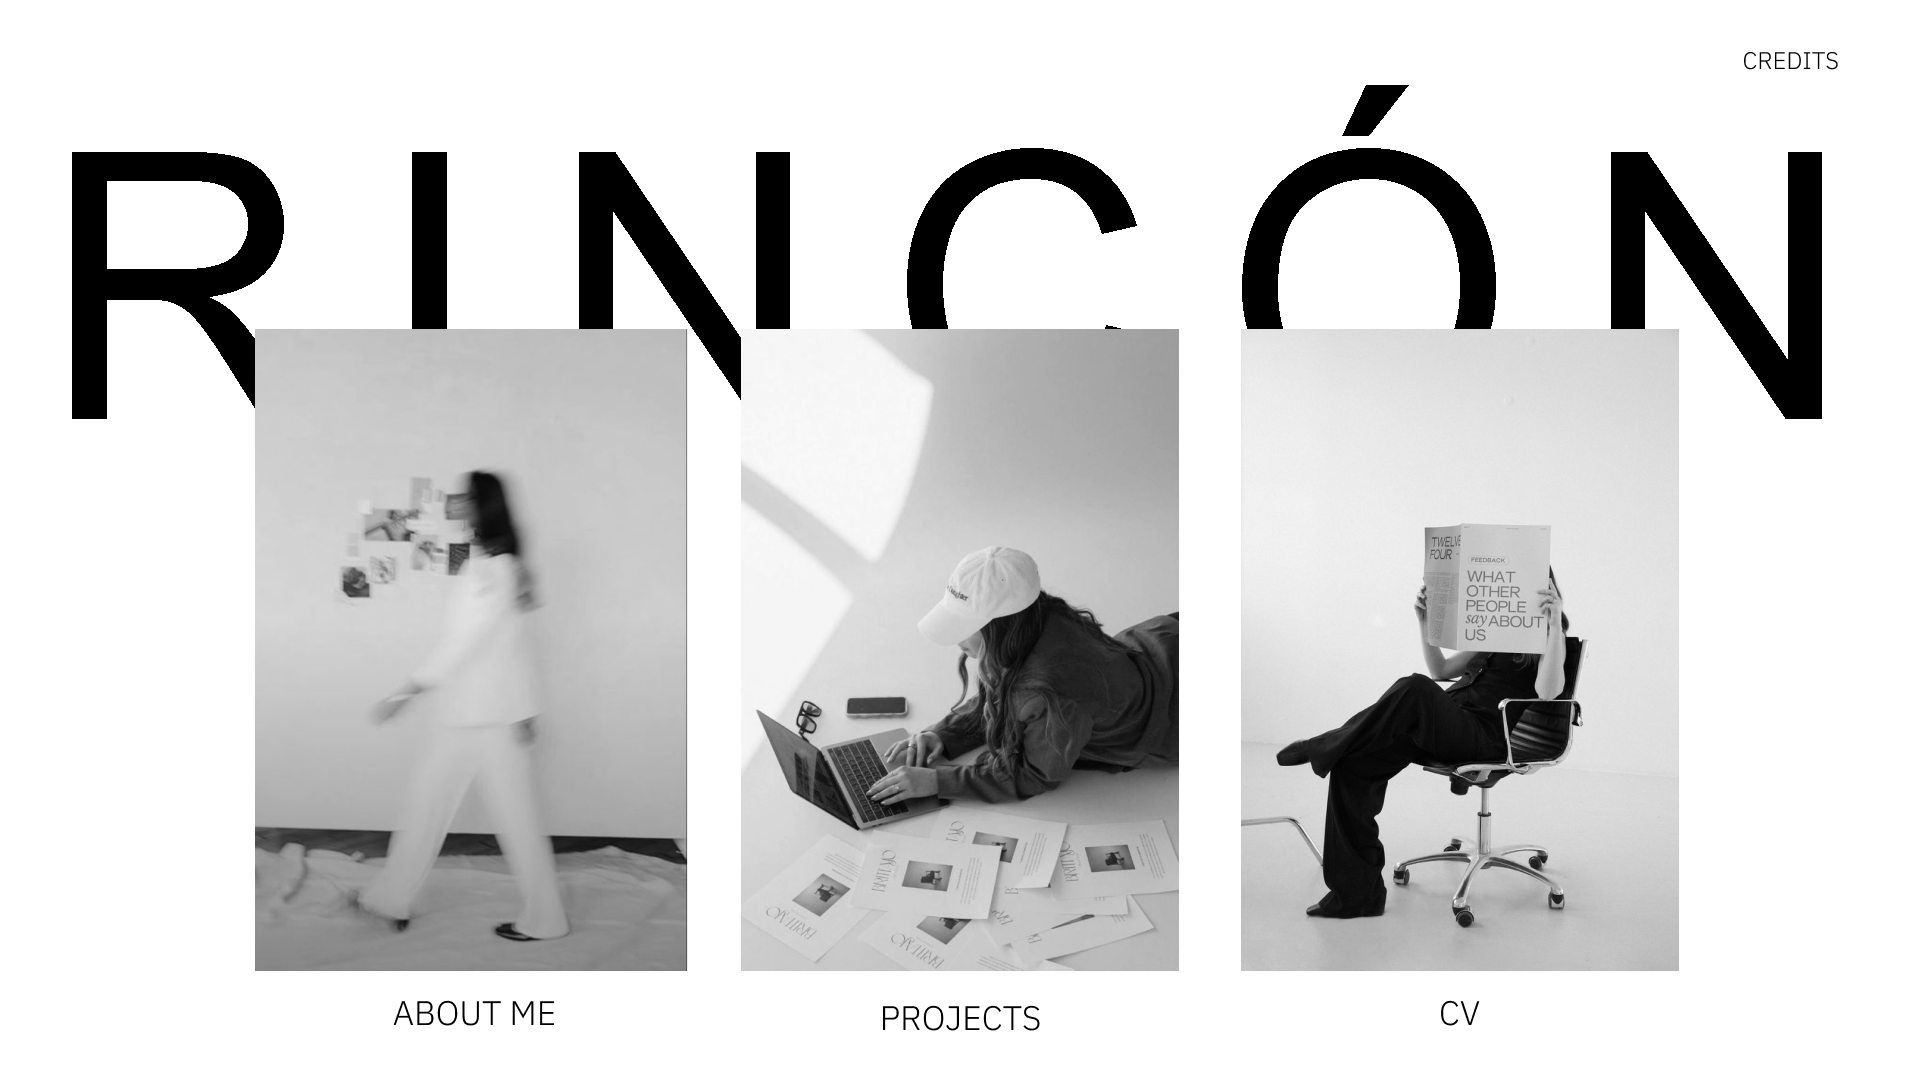 CREDITS
RINCÓN
TWELVE
FOUR
FEEDBACK
WHAT
OTHER
PEOPLE
say ABOUT
US
ABOUT ME
PROJECTS
CV